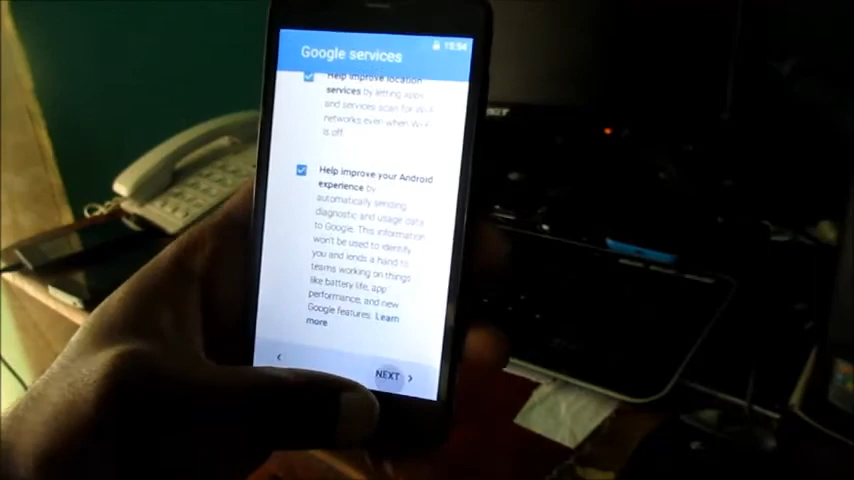 15:54
Google services
Help improve location
services by letting apps
and services scan for Wi-Fi
networks even when Wi-Fi
is off.
Help improve your Android
experience by
automatically sending
diagnostic and usage data
to Google. This information
won't be used to identify
you and lends a hand to
teams working on things
like battery life, app
performance, and new
Google features. Learn
more
NEXT
acer